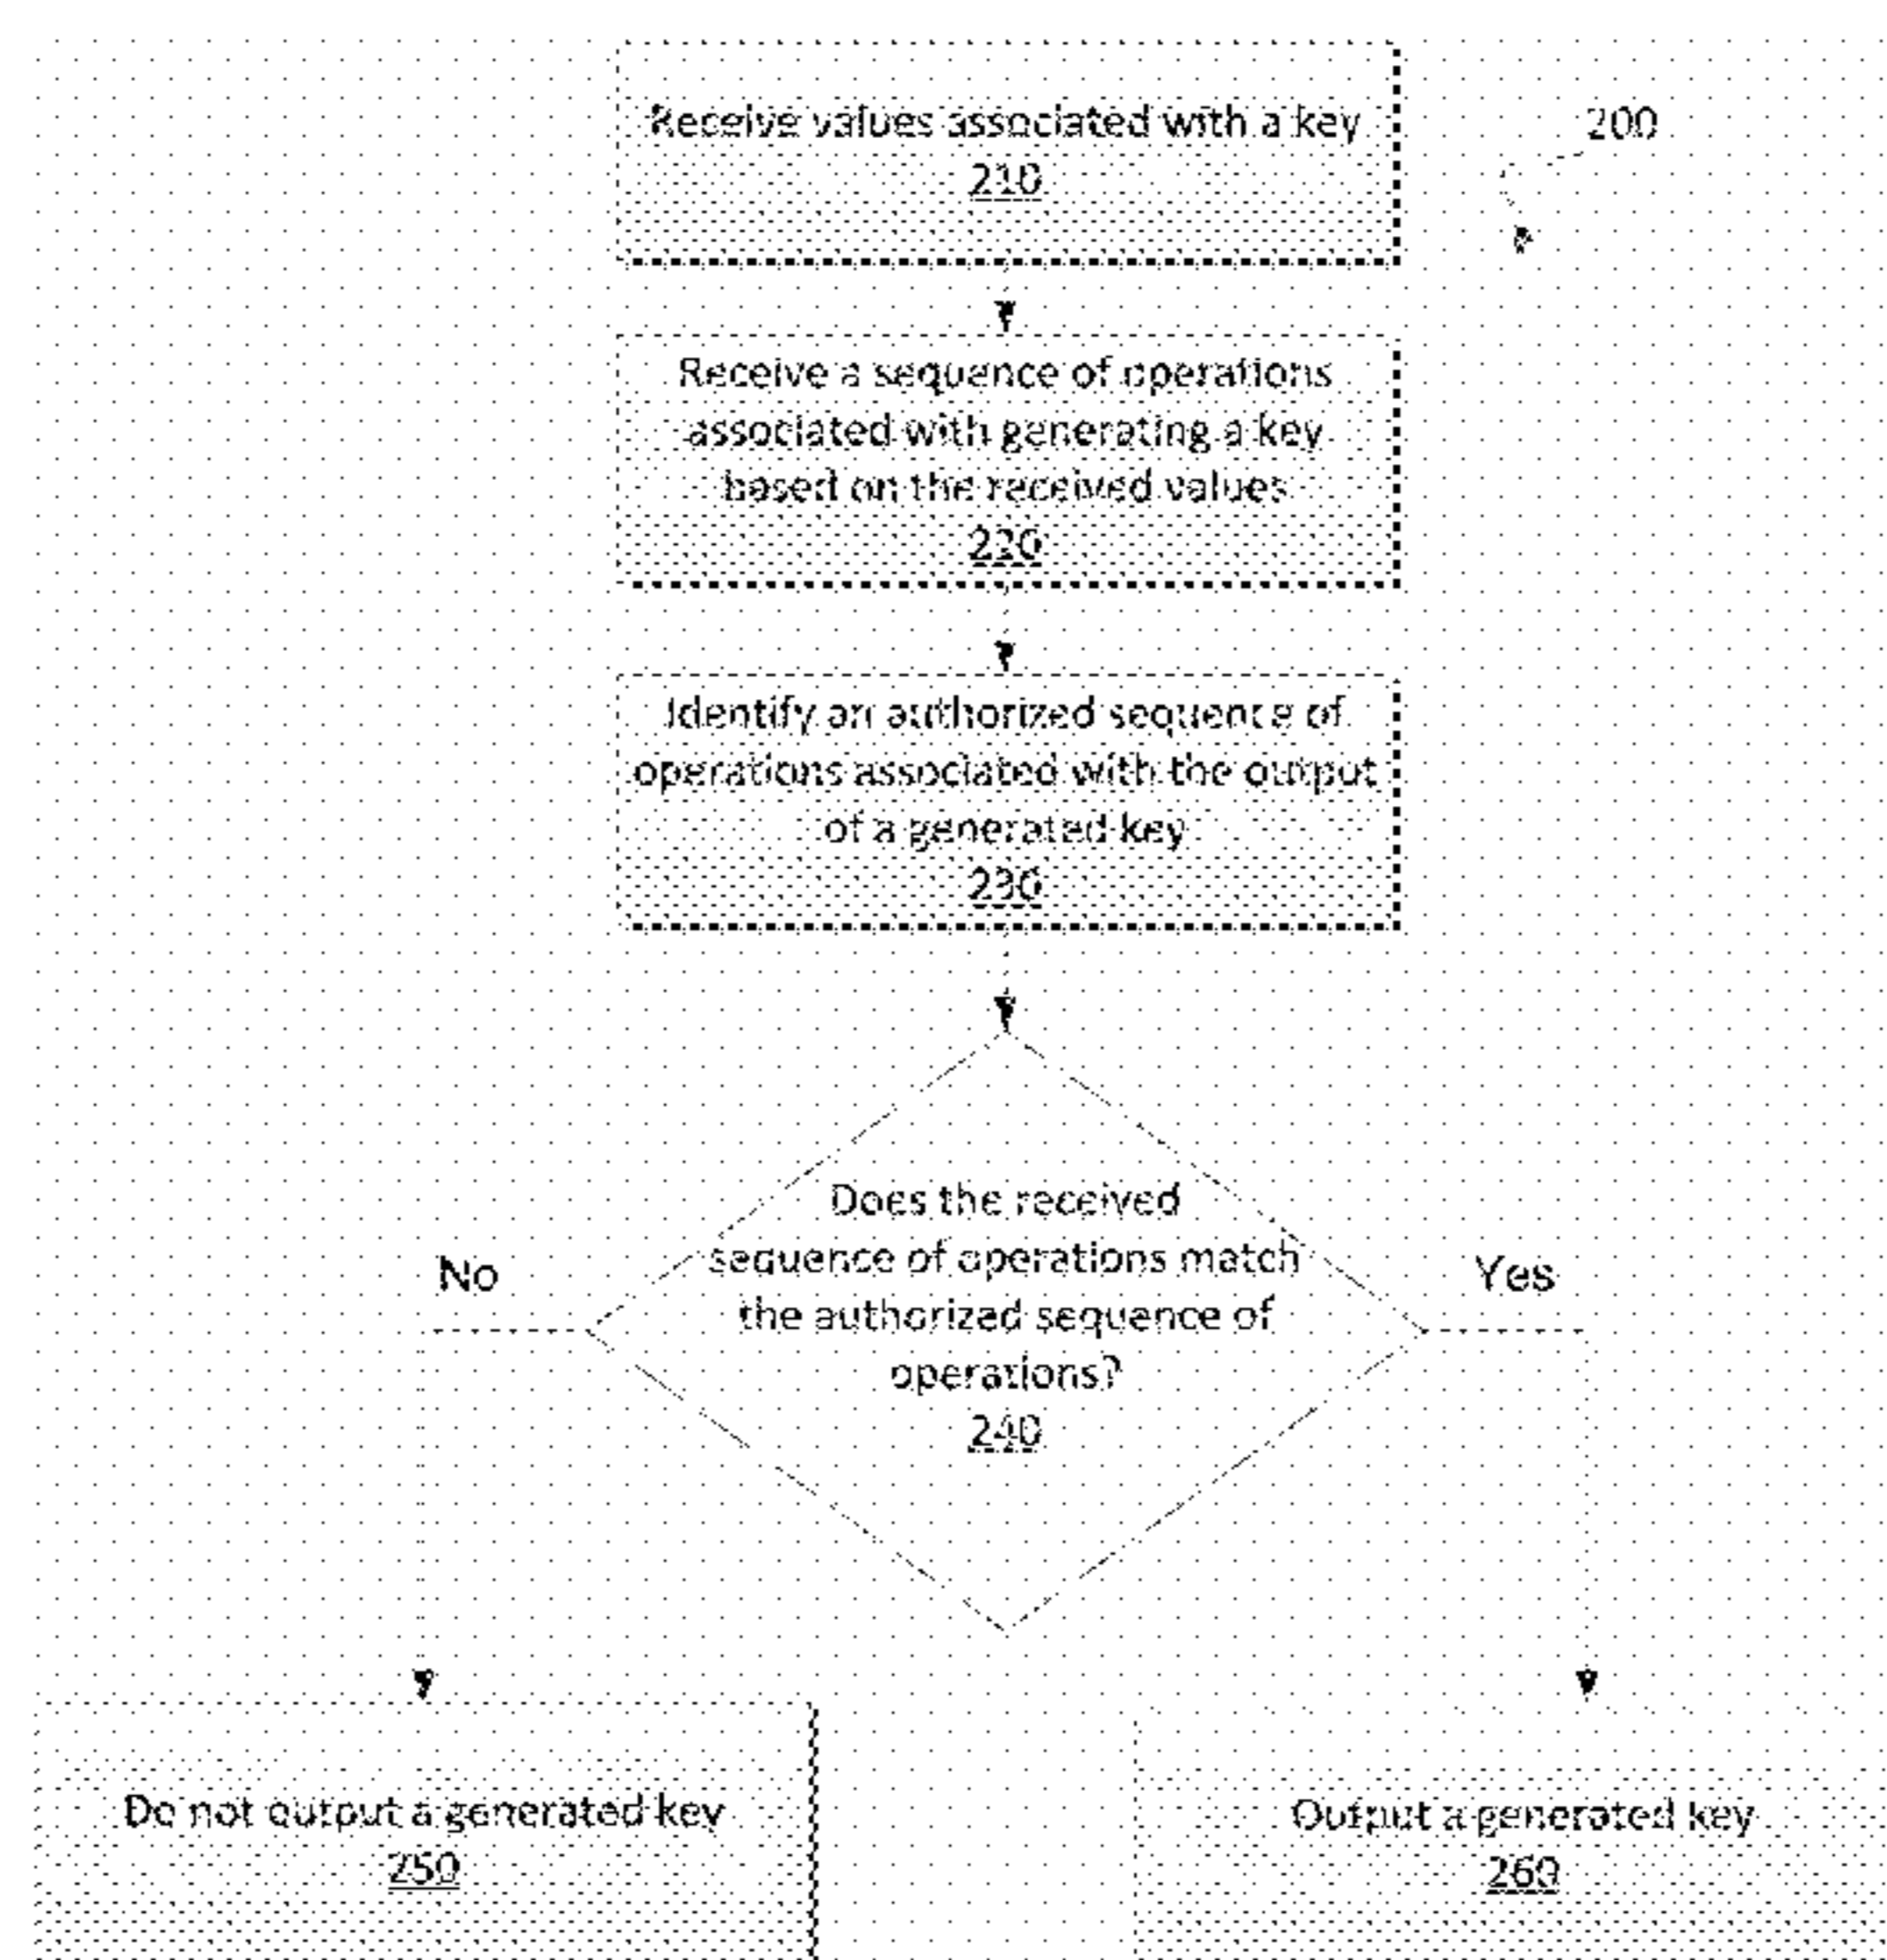 Receive values associated with a key
210
200
Receive a sequence of operations
associated with generating a key
based on the received values
220
Identify an authorized sequence of
operations associated with the output
of a generated key
230
Does the received
sequence of operations match
the authorized sequence of
operations?
240
No
Yes
Do not output a generated key
250
Output a generated key
260